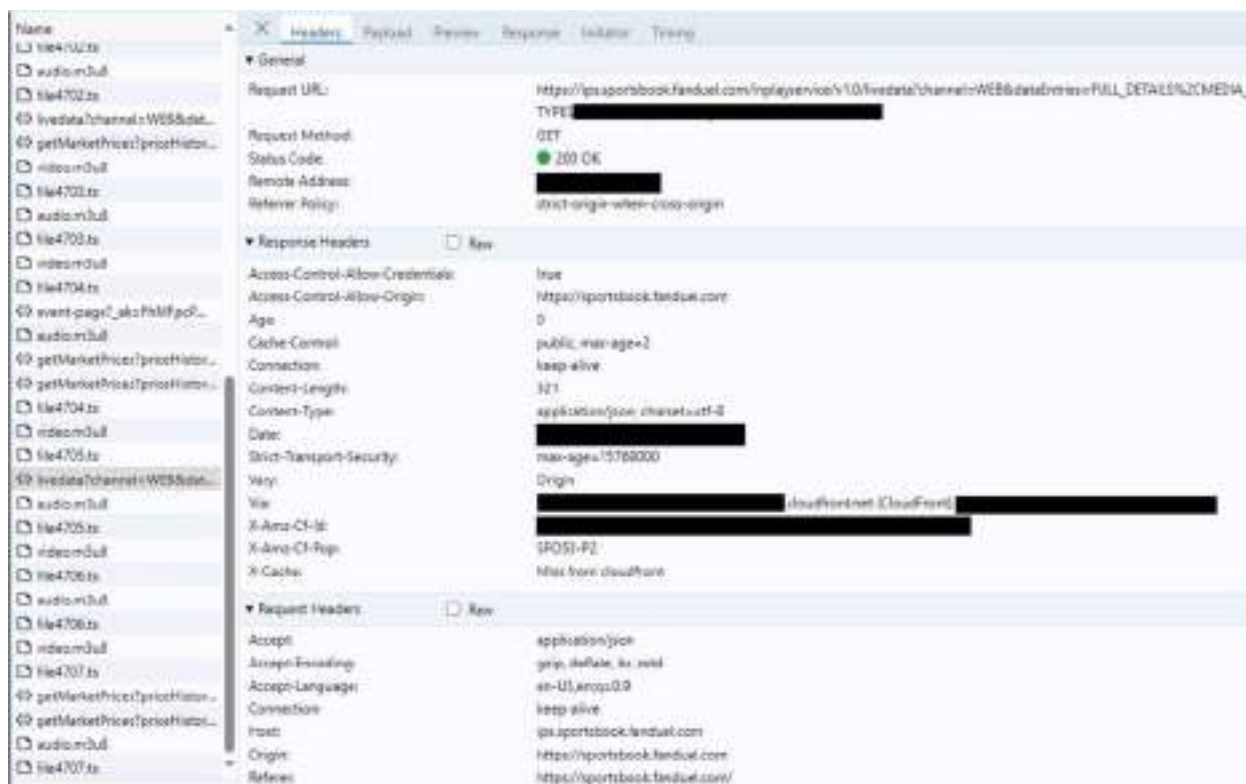 Name
file4702.ts
audio.m3u8
file4702.ts
livedata?channel=WEB&dat...
getMarketPrices?priceHistor...
video.m3u8
file4703.ts
audio.m3u8
file4703.ts
video.m3u8
file4704.ts
audio.m3u8
getMarketPrices?priceHistor...
getMarketPrices?priceHistor...
file4704.ts
video.m3u8
file4705.ts
livedata?channel=WEB&dat...
audio.m3u8
file4705.ts
video.m3u8
file4706.ts
audio.m3u8
file4706.ts
video.m3u8
file4707.ts
getMarketPrices?priceHistor...
getMarketPrices?priceHistor...
audio.m3u8
file4707.ts
Headers Payload Preview Response Initiator Timing
General
Request URL: https://ips.sportsbook.fanduel.com/inplayservice/v1.0/livedata?channel=WEB&dataEntries=FULL_DETAILS%2CMEDIA_
TYPE
Request Method: GET
Status Code: 200 OK
Remote Address:
Referrer Policy: strict-origin-when-cross-origin
Response Headers Raw
Access-Control-Allow-Credentials: true
Access-Control-Allow-Origin: https://sportsbook.fanduel.com
Age: 0
Cache-Control: public, max-age=2
Connection: keep-alive
Content-Length: 321
Content-Type: application/json; charset=utf-8
Date:
Strict-Transport-Security: max-age=15768000
Vary: Origin
Via: .cloudfront.net (CloudFront)
X-Amz-Cf-Id:
X-Amz-Cf-Pop:
X-Cache: Miss from cloudfront
Request Headers Raw
Accept: application/json
Accept-Encoding: gzip, deflate, br, zstd
Accept-Language: en-US,en;q=0.9
Connection: keep-alive
Host: ips.sportsbook.fanduel.com
Origin: https://sportsbook.fanduel.com
Referer: https://sportsbook.fanduel.com/